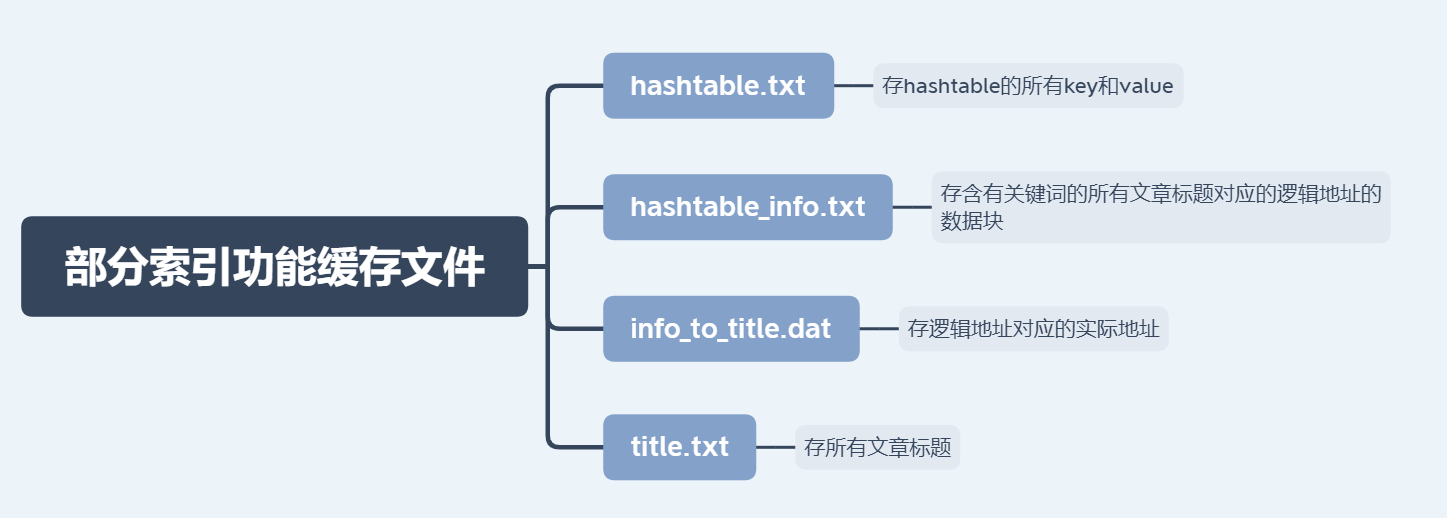 部分索引功能缓存文件
hashtable.txt
存hashtable的所有key和value
hashtable_info.txt
存含有关键词的所有文章标题对应的逻辑地址的
数据块
info_to_title.dat
存逻辑地址对应的实际地址
title.txt
存所有文章标题